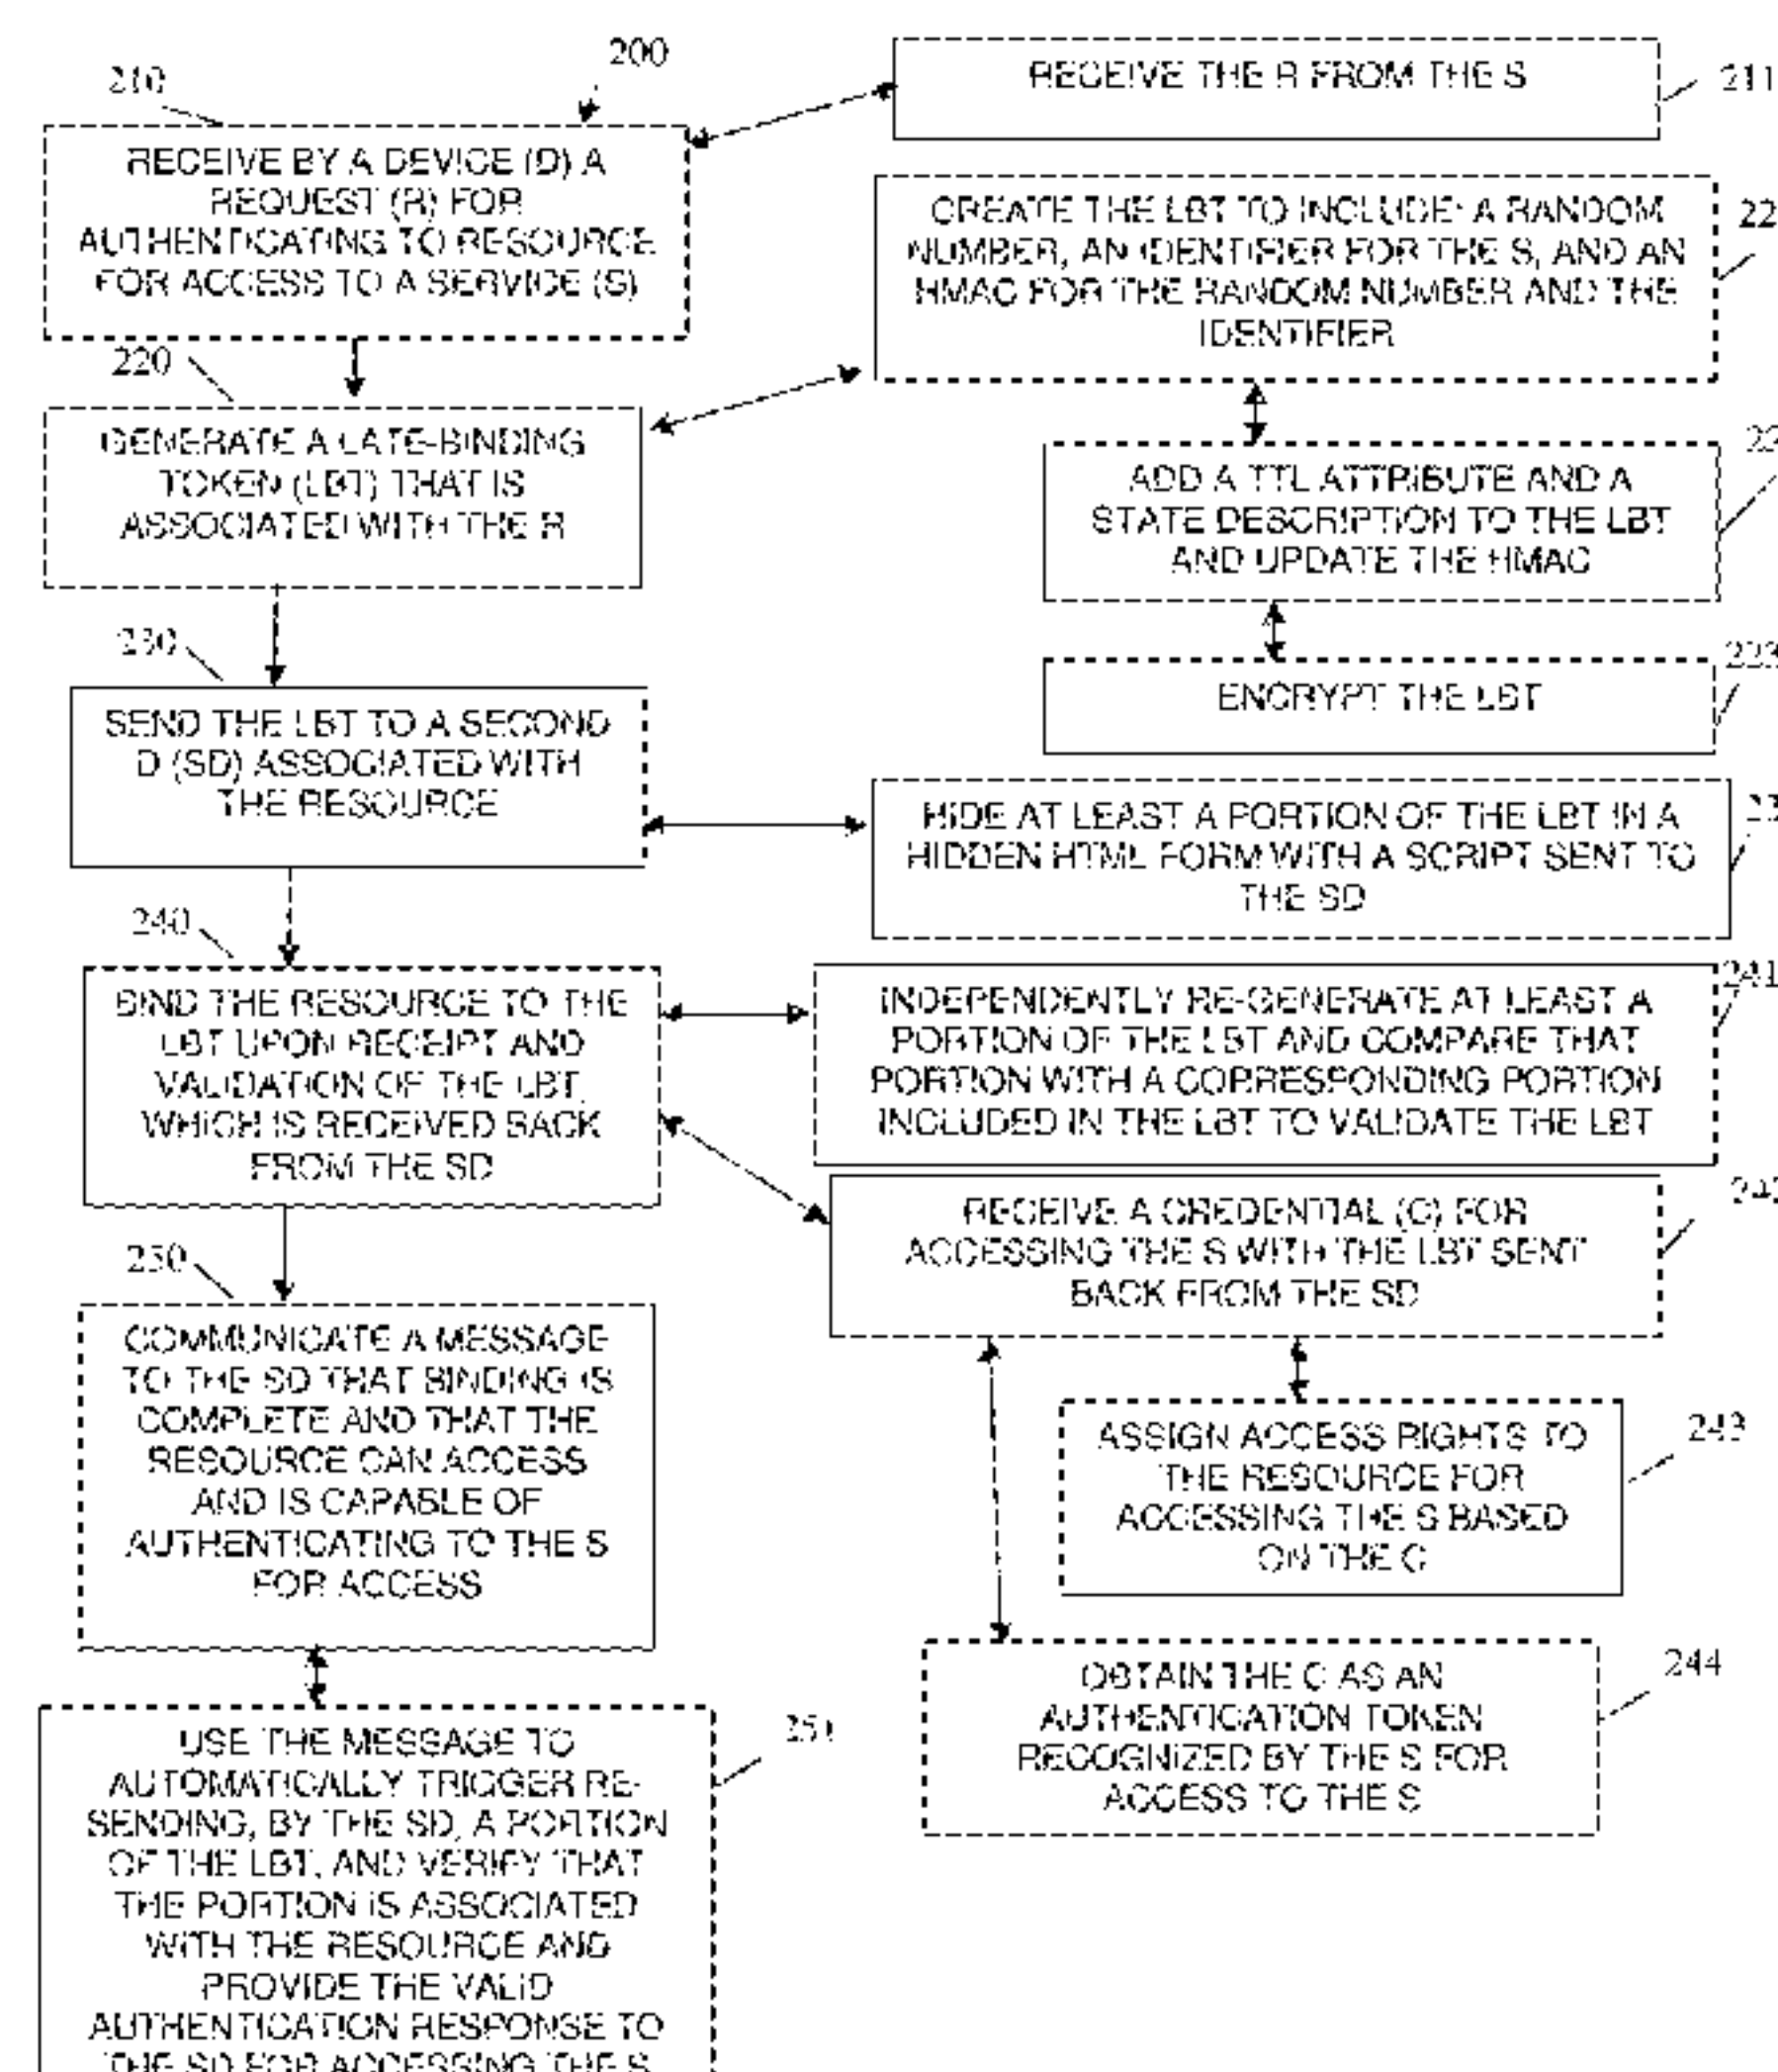 200
210
RECEIVE BY A DEVICE (D) A
REQUEST (R) FOR
AUTHENTICATING TO RESOURCE
FOR ACCESS TO A SERVICE (S)
RECEIVE THE R FROM THE S
211
220
GENERATE A LATE-BINDING
TOKEN (LBT) THAT IS
ASSOCIATED WITH THE R
CREATE THE LBT TO INCLUDE: A RANDOM
NUMBER, AN IDENTIFIER FOR THE S, AND AN
HMAC FOR THE RANDOM NUMBER AND THE
IDENTIFIER
22
ADD A TTL ATTRIBUTE AND A
STATE DESCRIPTION TO THE LBT
AND UPDATE THE HMAC
22
ENCRYPT THE LBT
223
230
SEND THE LBT TO A SECOND
D (SD) ASSOCIATED WITH
THE RESOURCE
HIDE AT LEAST A PORTION OF THE LBT IN A
HIDDEN HTML FORM WITH A SCRIPT SENT TO
THE SD
23
240
BIND THE RESOURCE TO THE
LBT UPON RECEIPT AND
VALIDATION OF THE LBT,
WHICH IS RECEIVED BACK
FROM THE SD
INDEPENDENTLY RE-GENERATE AT LEAST A
PORTION OF THE LBT AND COMPARE THAT
PORTION WITH A CORRESPONDING PORTION
INCLUDED IN THE LBT TO VALIDATE THE LBT
241
RECEIVE A CREDENTIAL (C) FOR
ACCESSING THE S WITH THE LBT SENT
BACK FROM THE SD
242
250
COMMUNICATE A MESSAGE
TO THE SD THAT BINDING IS
COMPLETE AND THAT THE
RESOURCE CAN ACCESS
AND IS CAPABLE OF
AUTHENTICATING TO THE S
FOR ACCESS
ASSIGN ACCESS RIGHTS TO
THE RESOURCE FOR
ACCESSING THE S BASED
ON THE C
243
OBTAIN THE C AS AN
AUTHENTICATION TOKEN
RECOGNIZED BY THE S FOR
ACCESS TO THE S
244
USE THE MESSAGE TO
AUTOMATICALLY TRIGGER RE-
SENDING, BY THE SD, A PORTION
OF THE LBT, AND VERIFY THAT
THE PORTION IS ASSOCIATED
WITH THE RESOURCE AND
PROVIDE THE VALID
AUTHENTICATION RESPONSE TO
THE SD FOR ACCESSING THE S
251